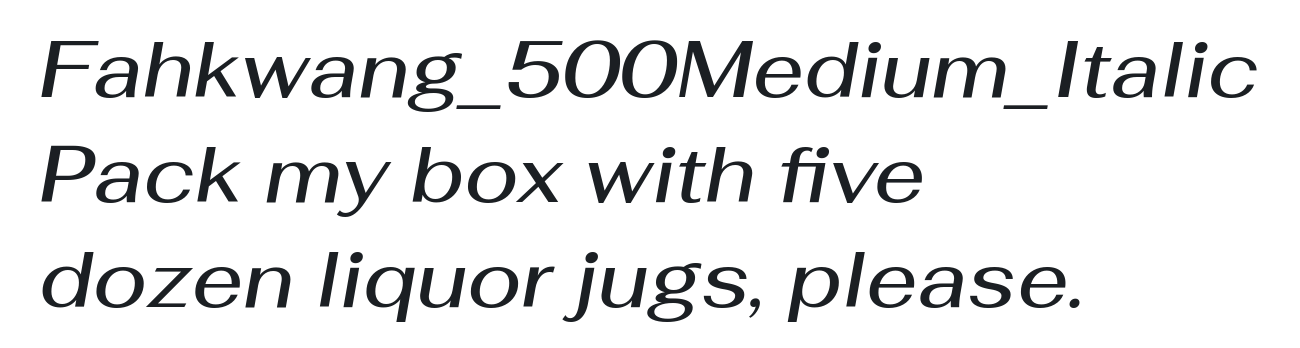 Fahkwang_500Medium_Italic
Pack my box with five
dozen liquor jugs, please.